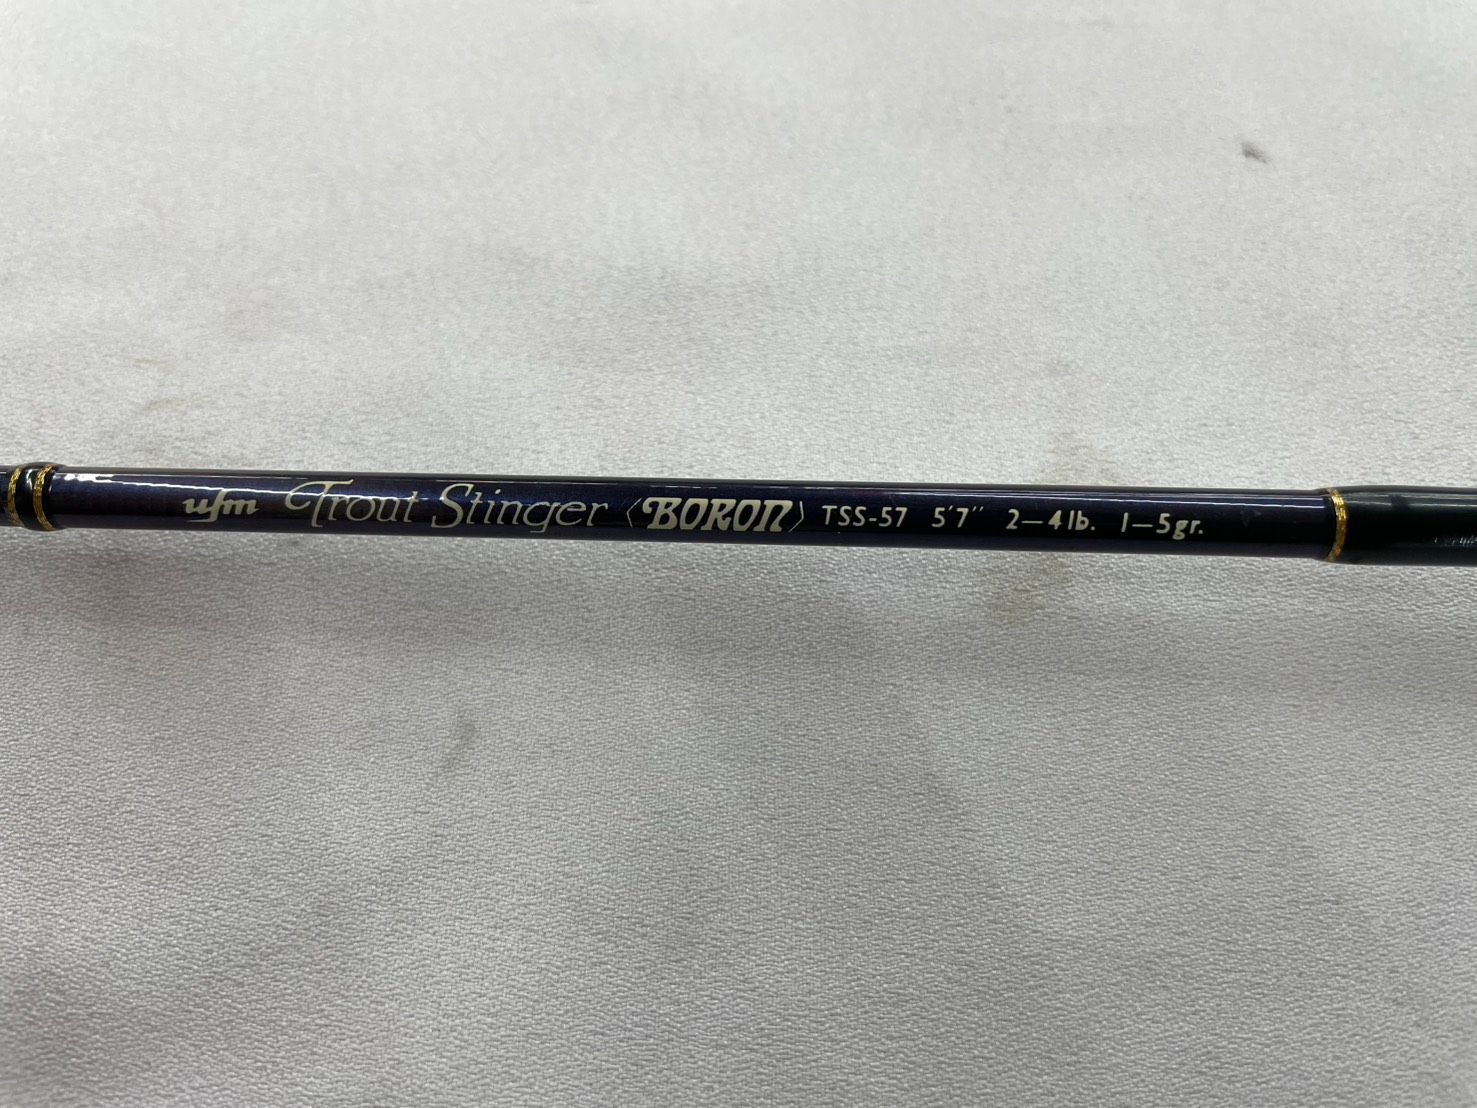 ufm Trout Stinger 〈BORON〉 TSS-57 5'7" 2–4lb. 1–5gr.